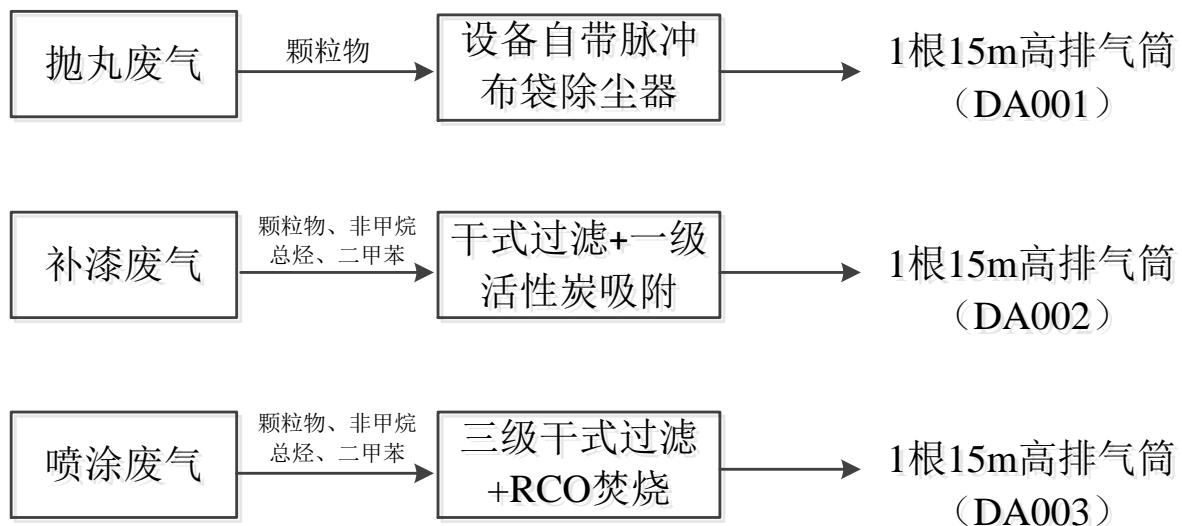 抛丸废气
颗粒物
设备自带脉冲
布袋除尘器
1根15m高排气筒
（DA001）
补漆废气
颗粒物、非甲烷
总烃、二甲苯
干式过滤+一级
活性炭吸附
1根15m高排气筒
（DA002）
喷涂废气
颗粒物、非甲烷
总烃、二甲苯
三级干式过滤
+RCO焚烧
1根15m高排气筒
（DA003）